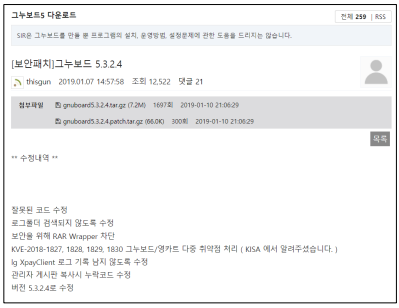 그누보드5 다운로드
전체 259 | RSS
SIR은 그누보드를 만들 뿐 프로그램의 설치, 운영방법, 설정문제에 관한 도움을 드리지는 않습니다.
[보안패치]그누보드 5.3.2.4
thisgun 2019.01.07 14:57:58 조회 12,522 댓글 21
첨부파일 gnuboard5.3.2.4.tar.gz (7.2M) 1697회 2019-01-10 21:06:29
gnuboard5.3.2.4.patch.tar.gz (66.0K) 300회 2019-01-10 21:06:29
목록
** 수정내역 **
잘못된 코드 수정
로그폴더 검색되지 않도록 수정
보안을 위해 RAR Wrapper 차단
KVE-2018-1827, 1828, 1829, 1830 그누보드/영카트 다중 취약점 처리 ( KISA 에서 알려주셨습니다. )
lg XpayClient 로그 기록 남지 않도록 수정
관리자 게시판 복사시 누락코드 수정
버전 5.3.2.4로 수정